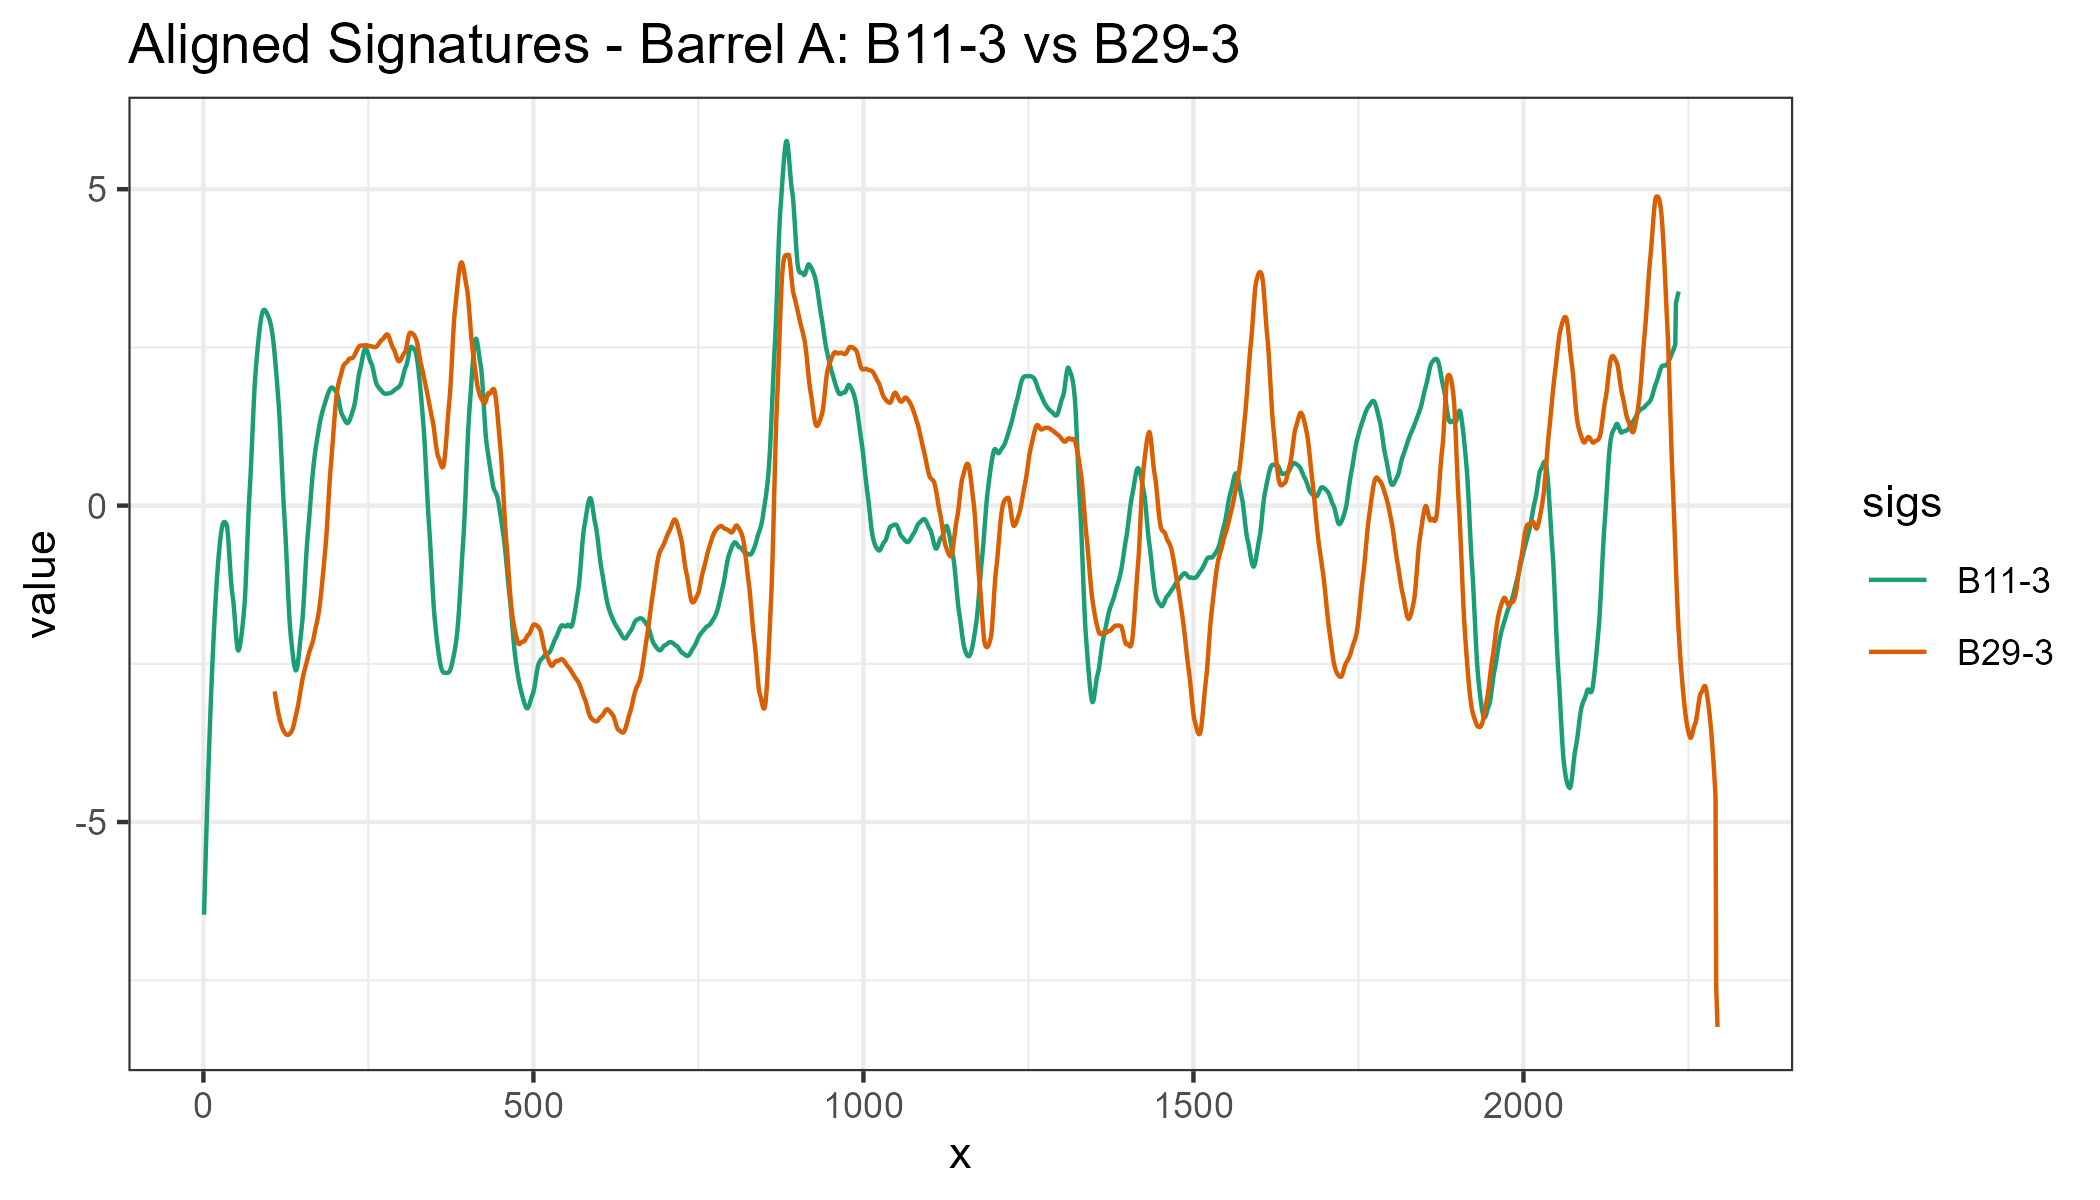 Aligned Signatures - Barrel A: B11-3 vs B29-3
value
5
0
-5
0 500 1000 1500 2000
x
sigs
B11-3
B29-3